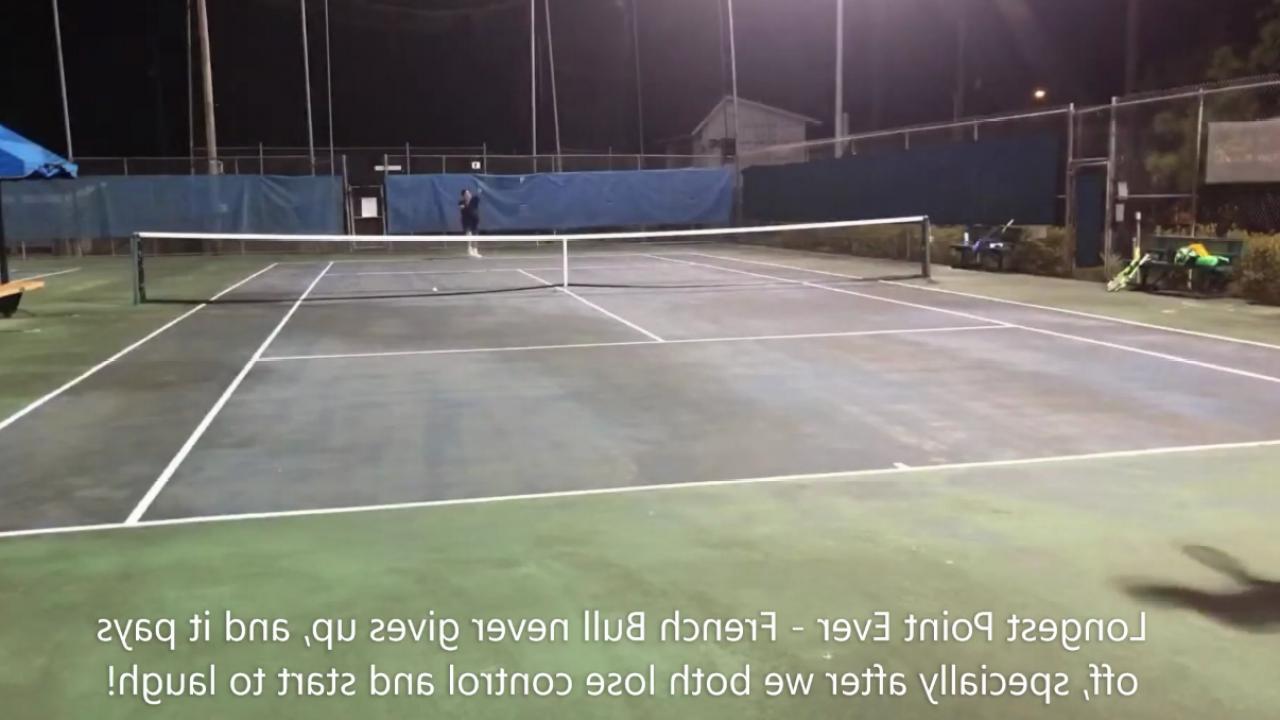 Longest Point Ever - French Bull never gives up, and it pays
off, specially after we both lose control and start to laugh!